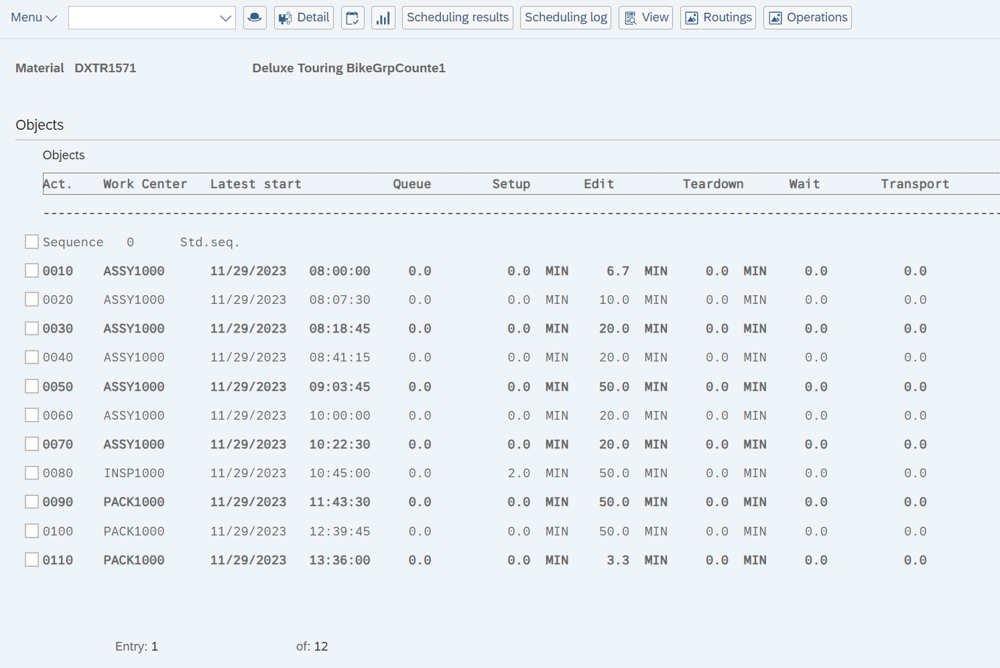 Menu Detail Scheduling results Scheduling log View Routings Operations
Material DXTR1571 Deluxe Touring BikeGrpCounte1
Objects
Objects
Act. Work Center Latest start Queue Setup Edit Teardown Wait Transport
Sequence 0 Std.seq.
0010 ASSY1000 11/29/2023 08:00:00 0.0 0.0 MIN 6.7 MIN 0.0 MIN 0.0 0.0
0020 ASSY1000 11/29/2023 08:07:30 0.0 0.0 MIN 10.0 MIN 0.0 MIN 0.0 0.0
0030 ASSY1000 11/29/2023 08:18:45 0.0 0.0 MIN 20.0 MIN 0.0 MIN 0.0 0.0
0040 ASSY1000 11/29/2023 08:41:15 0.0 0.0 MIN 20.0 MIN 0.0 MIN 0.0 0.0
0050 ASSY1000 11/29/2023 09:03:45 0.0 0.0 MIN 50.0 MIN 0.0 MIN 0.0 0.0
0060 ASSY1000 11/29/2023 10:00:00 0.0 0.0 MIN 20.0 MIN 0.0 MIN 0.0 0.0
0070 ASSY1000 11/29/2023 10:22:30 0.0 0.0 MIN 20.0 MIN 0.0 MIN 0.0 0.0
0080 INSP1000 11/29/2023 10:45:00 0.0 2.0 MIN 50.0 MIN 0.0 MIN 0.0 0.0
0090 PACK1000 11/29/2023 11:43:30 0.0 0.0 MIN 50.0 MIN 0.0 MIN 0.0 0.0
0100 PACK1000 11/29/2023 12:39:45 0.0 0.0 MIN 50.0 MIN 0.0 MIN 0.0 0.0
0110 PACK1000 11/29/2023 13:36:00 0.0 0.0 MIN 3.3 MIN 0.0 MIN 0.0 0.0
Entry: 1 of: 12